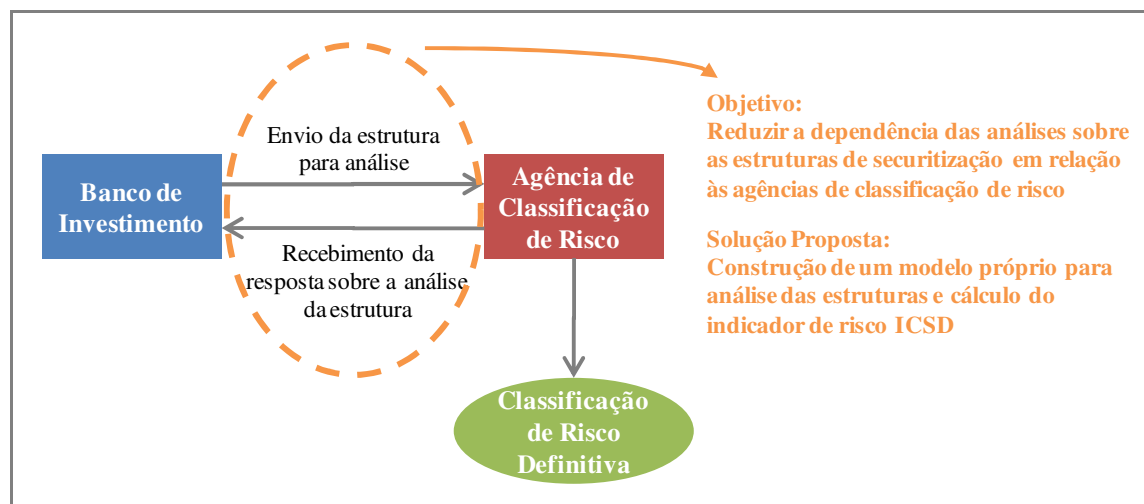 Envio da estrutura
para análise
Banco de
Investimento
Agência de
Classificação
de Risco
Recebimento da
resposta sobre a análise
da estrutura
Classificação
de Risco
Definitiva
Objetivo:
Reduzir a dependência das análises sobre
as estruturas de securitização em relação
às agências de classificação de risco
Solução Proposta:
Construção de um modelo próprio para
análise das estruturas e cálculo do
indicador de risco ICSD